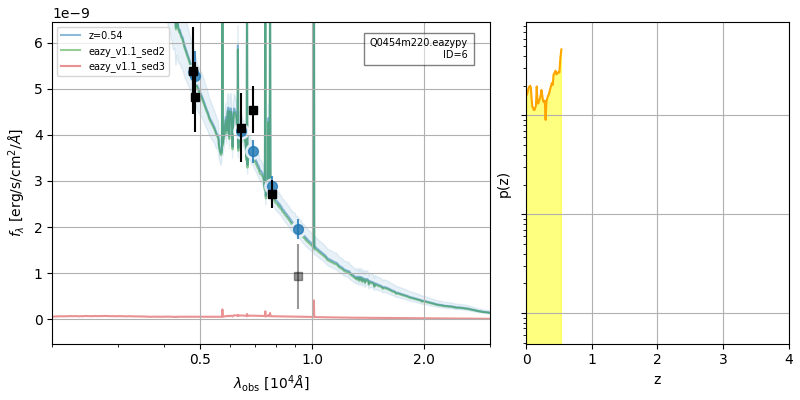 1e−9
z=0.54
eazy_v1.1_sed2
eazy_v1.1_sed3
Q0454m220.eazypy
ID=6
6
5
4
3
2
1
0
f_λ [erg/s/cm²/Å]
0.5
1.0
2.0
λ_obs [10⁴Å]
p(z)
0
1
2
3
4
z